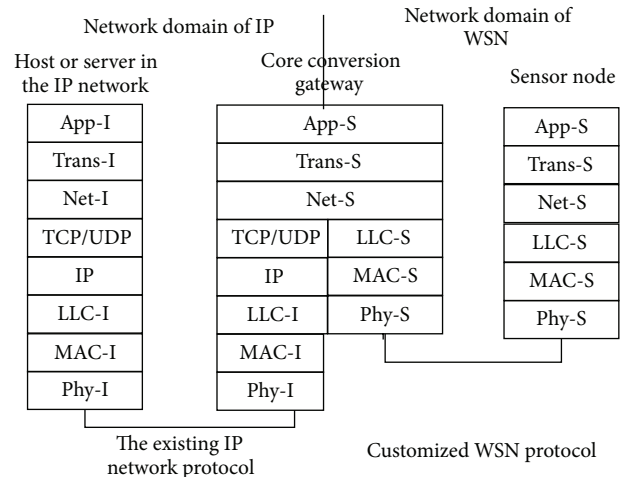 Network domain of IP
Network domain of
WSN
Host or server in
the IP network
Core conversion
gateway
Sensor node
App-I
Trans-I
Net-I
TCP/UDP
IP
LLC-I
MAC-I
Phy-I
App-S
Trans-S
Net-S
TCP/UDP
LLC-S
IP
MAC-S
LLC-I
Phy-S
MAC-I
Phy-I
App-S
Trans-S
Net-S
LLC-S
MAC-S
Phy-S
The existing IP
network protocol
Customized WSN protocol